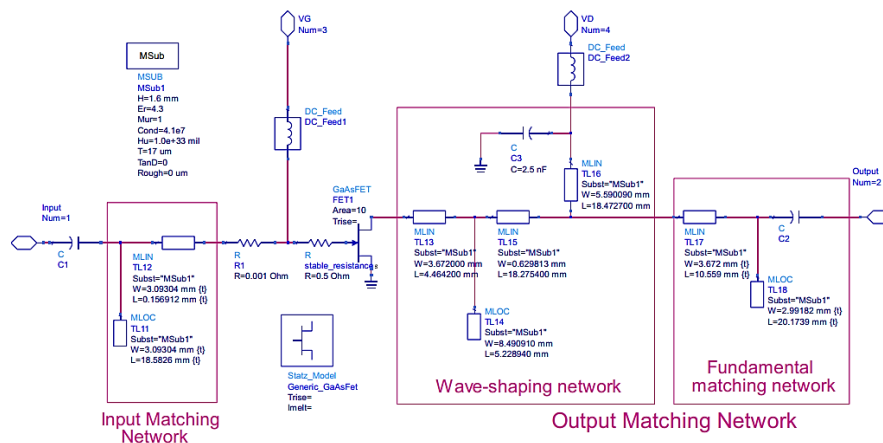 VG
Num=3
VD
Num=4
MSub
MSUB
MSub1
H=1.6 mm
Er=4.3
Mur=1
Cond=4.1e7
Hu=1.0e+33 mil
T=17 um
TanD=0
Rough=0 um
DC_Feed
DC_Feed1
DC_Feed
DC_Feed2
C
C3
C=2.5 nF
MLIN
TL16
Subst="MSub1"
W=5.590090 mm
L=18.472700 mm
Input
Num=1
Output
Num=2
GaAsFET
FET1
Area=10
Trise=
C
C1
MLIN
TL12
Subst="MSub1"
W=3.09304 mm {t}
L=0.156912 mm {t}
R
R1
R=0.001 Ohm
R
stable_resistance
R=0.5 Ohm
MLIN
TL13
Subst="MSub1"
W=3.672000 mm
L=4.464200 mm
MLIN
TL15
Subst="MSub1"
W=0.629813 mm
L=18.275400 mm
MLIN
TL17
Subst="MSub1"
W=3.672 mm {t}
L=10.559 mm {t}
C
C2
MLOC
TL11
Subst="MSub1"
W=3.09304 mm {t}
L=18.5826 mm {t}
MLOC
TL14
Subst="MSub1"
W=8.490910 mm
L=5.228940 mm
MLOC
TL18
Subst="MSub1"
W=2.99182 mm {t}
L=20.1739 mm {t}
Statz_Model
Generic_GaAsFet
Trise=
Imelt=
Input Matching
Network
Wave-shaping network
Fundamental
matching network
Output Matching Network